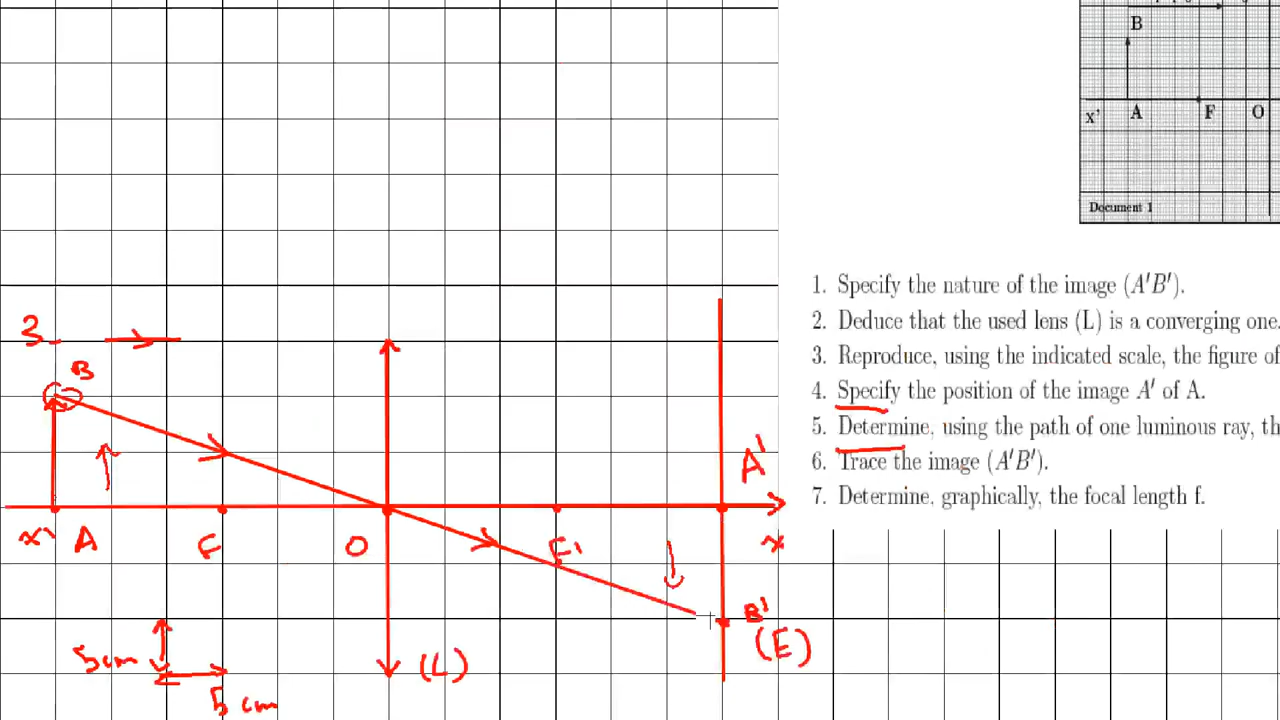 B
x' A F O
Document 1
1. Specify the nature of the image (A'B').
2. Deduce that the used lens (L) is a converging one.
3. Reproduce, using the indicated scale, the figure of
4. Specify the position of the image A' of A.
5. Determine, using the path of one luminous ray, th
6. Trace the image (A'B').
7. Determine, graphically, the focal length f.
3
B
A'
x' A F O F' x
B'
(E)
5cm (L)
5 cm